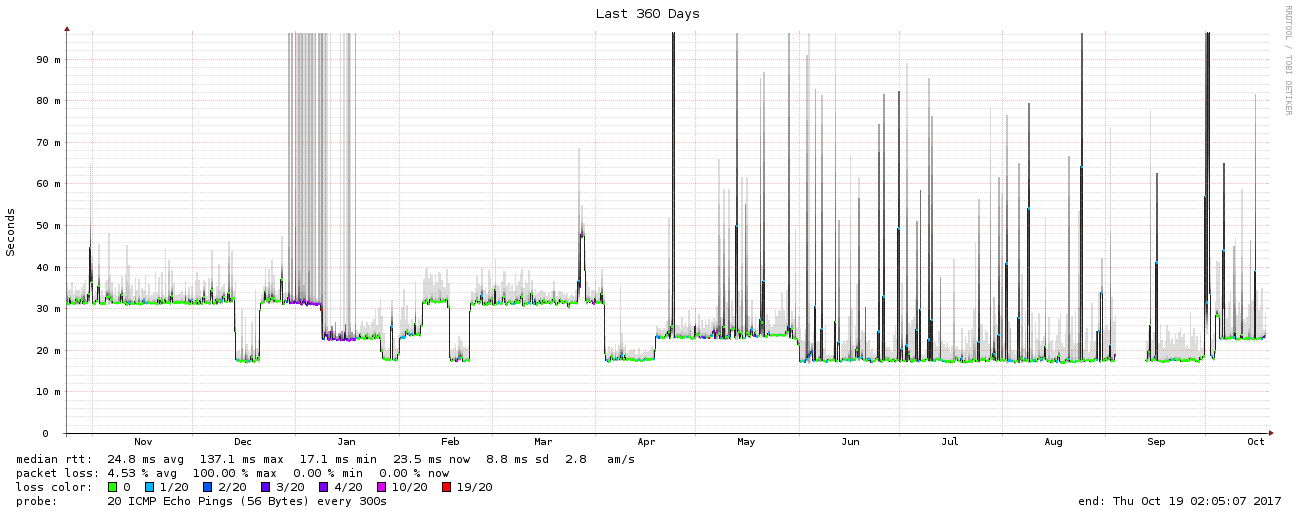 Last 360 Days
RRDTOOL / TOBI OETIKER
Seconds
90 m
80 m
70 m
60 m
50 m
40 m
30 m
20 m
10 m
0
Nov Dec Jan Feb Mar Apr May Jun Jul Aug Sep Oct
median rtt: 24.8 ms avg 137.1 ms max 17.1 ms min 23.5 ms now 8.8 ms sd 2.8 am/s
packet loss: 4.53 % avg 100.00 % max 0.00 % min 0.00 % now
loss color: 0 1/20 2/20 3/20 4/20 10/20 19/20
probe: 20 ICMP Echo Pings (56 Bytes) every 300s end: Thu Oct 19 02:05:07 2017